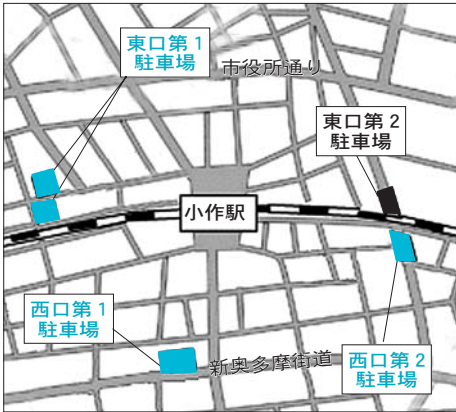 東口第1
駐車場
市役所通り
東口第2
駐車場
小作駅
西口第1
駐車場
新奥多摩街道
西口第2
駐車場